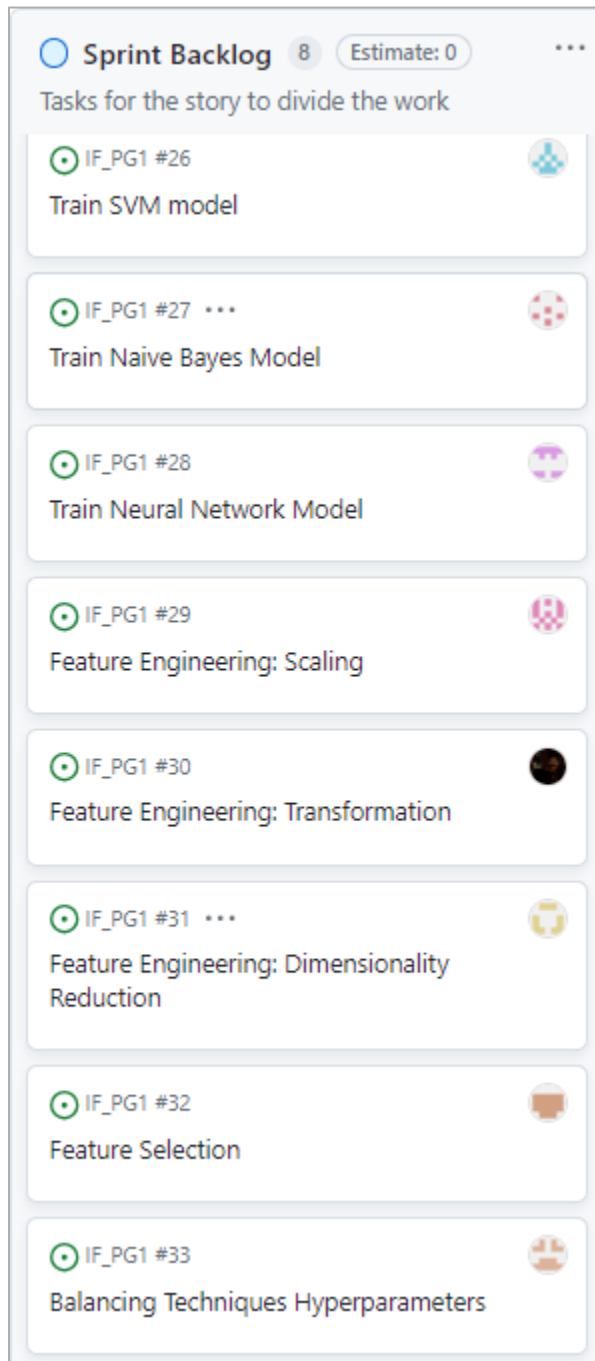 Sprint Backlog 8 Estimate: 0 ...
Tasks for the story to divide the work
IF_PG1 #26
Train SVM model
IF_PG1 #27 ...
Train Naive Bayes Model
IF_PG1 #28
Train Neural Network Model
IF_PG1 #29
Feature Engineering: Scaling
IF_PG1 #30
Feature Engineering: Transformation
IF_PG1 #31 ...
Feature Engineering: Dimensionality
Reduction
IF_PG1 #32
Feature Selection
IF_PG1 #33
Balancing Techniques Hyperparameters